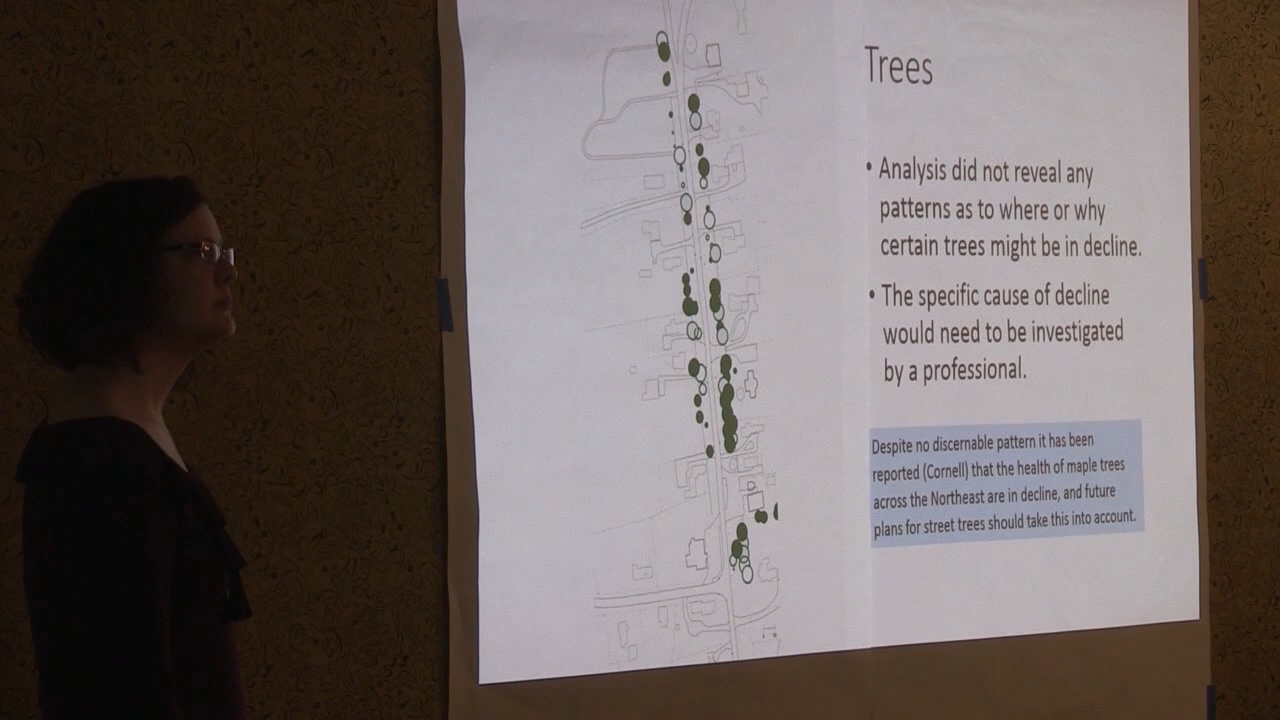 Trees
• Analysis did not reveal any
patterns as to where or why
certain trees might be in decline.
• The specific cause of decline
would need to be investigated
by a professional.
Despite no discernable pattern it has been
reported (Cornell) that the health of maple trees
across the Northeast are in decline, and future
plans for street trees should take this into account.